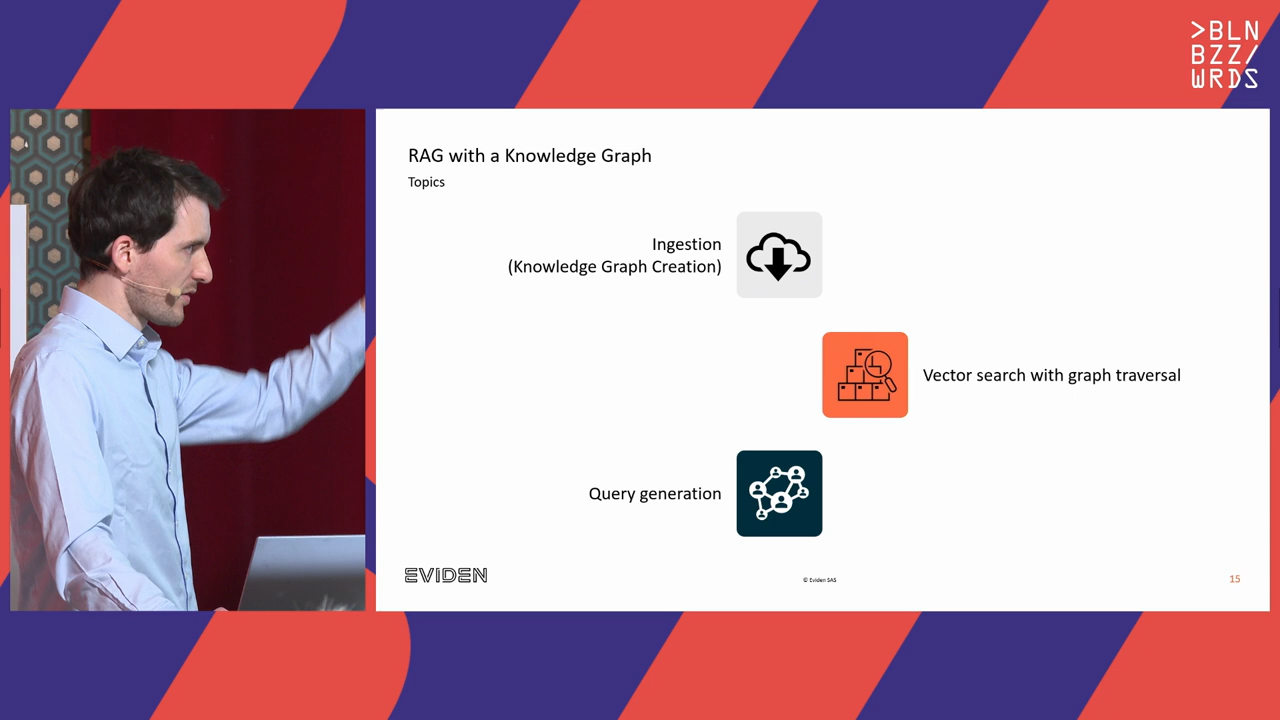 >BLN
BZZ/
WRDS
RAG with a Knowledge Graph
Topics
Ingestion
(Knowledge Graph Creation)
Vector search with graph traversal
Query generation
EVIDEN
© Eviden SAS
15